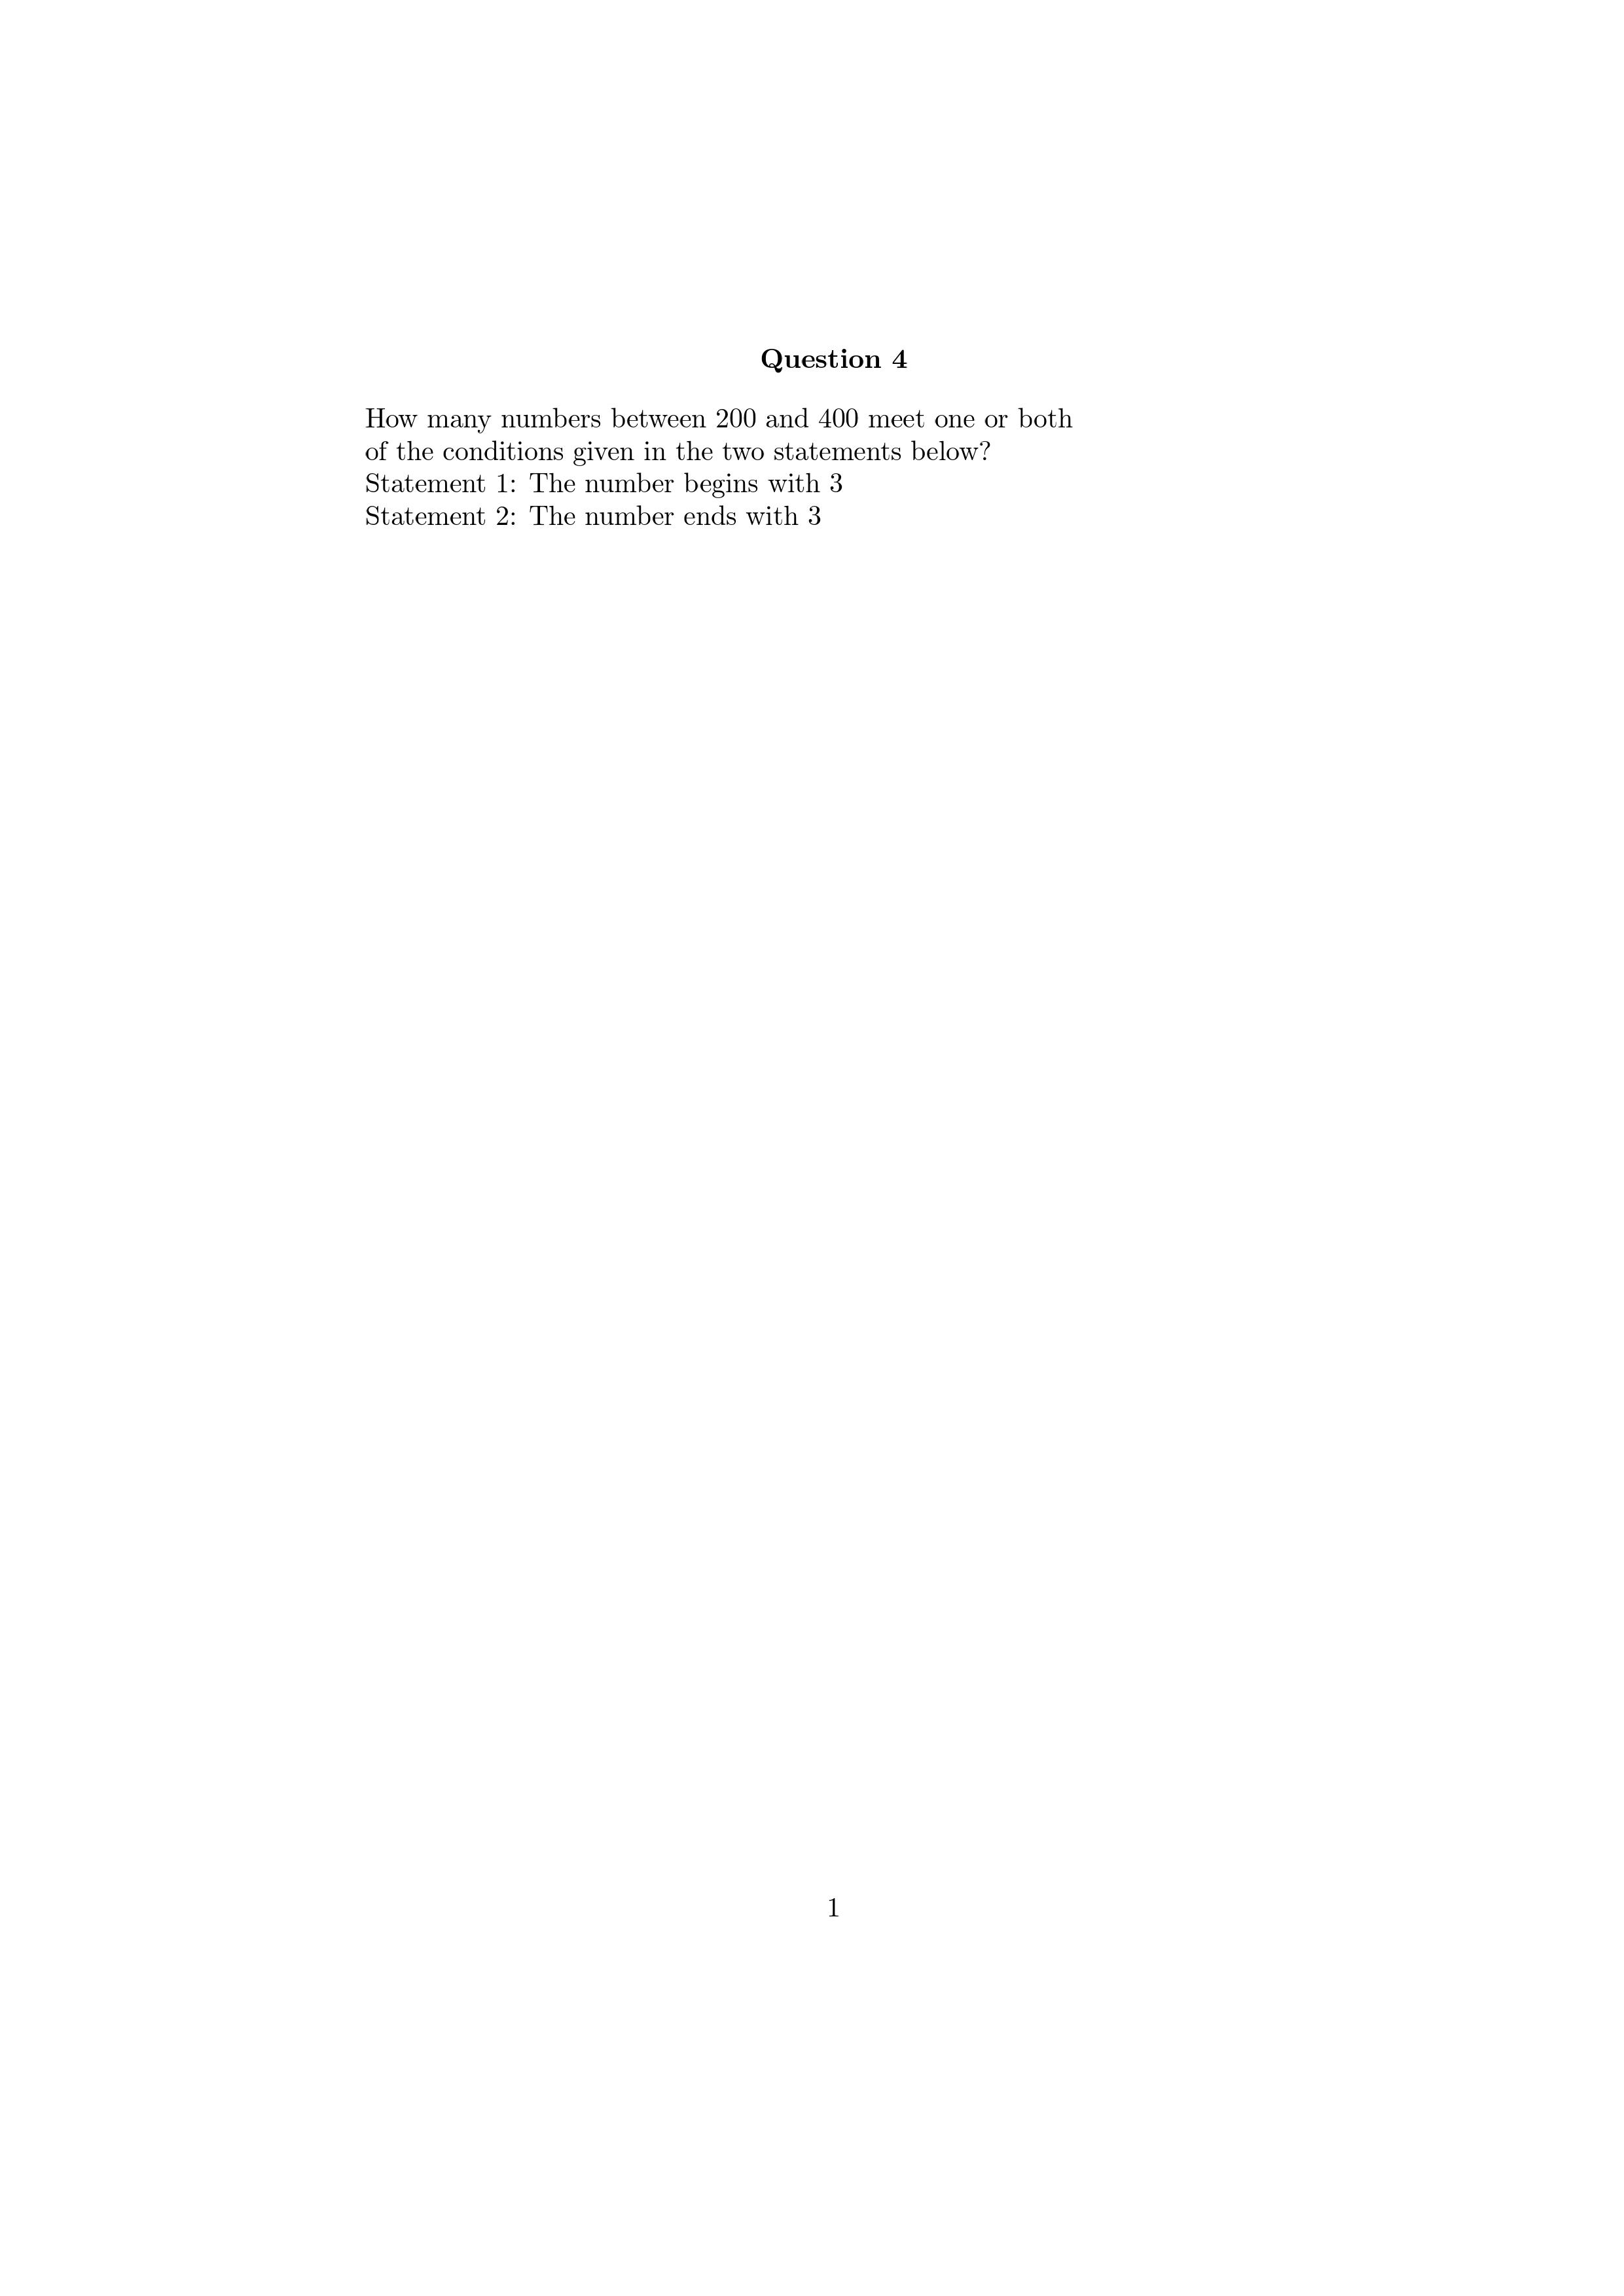 Question 4
How many numbers between 200 and 400 meet one or both
of the conditions given in the two statements below?
Statement 1: The number begins with 3
Statement 2: The number ends with 3
1